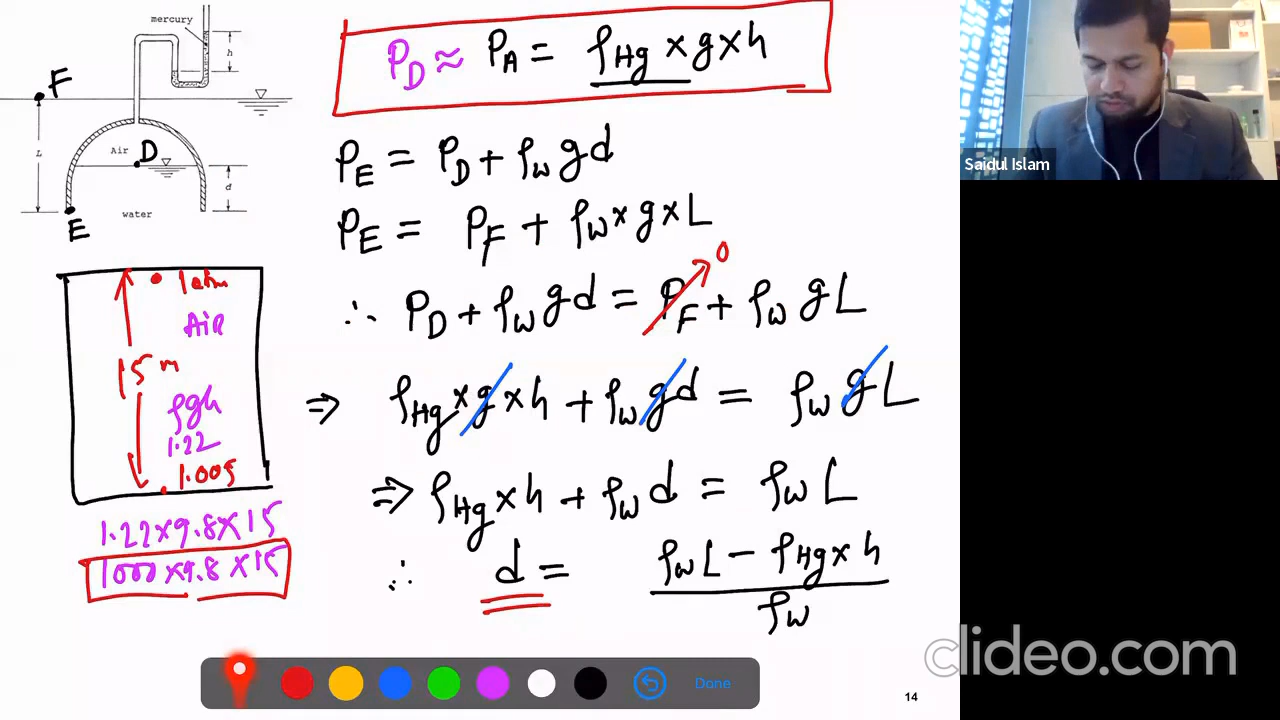 mercury
h
F
L
Air
D
d
E
water
P_D ≈ P_A = ρ_Hg × g × h
P_E = P_D + ρ_w g d
P_E = P_F + ρ_w × g × L
∴ P_D + ρ_w g d = P_F + ρ_w g L
0
⇒ ρ_Hg × g × h + ρ_w g d = ρ_w g L
⇒ ρ_Hg × h + ρ_w d = ρ_w L
∴ d = (ρ_w L − ρ_Hg × h) / ρ_w
1 atm
Air
15 m
ρgh
1.22
1.005
1.22×9.8×15
1000×9.8×15
Saidul Islam
Done
14
clideo.com